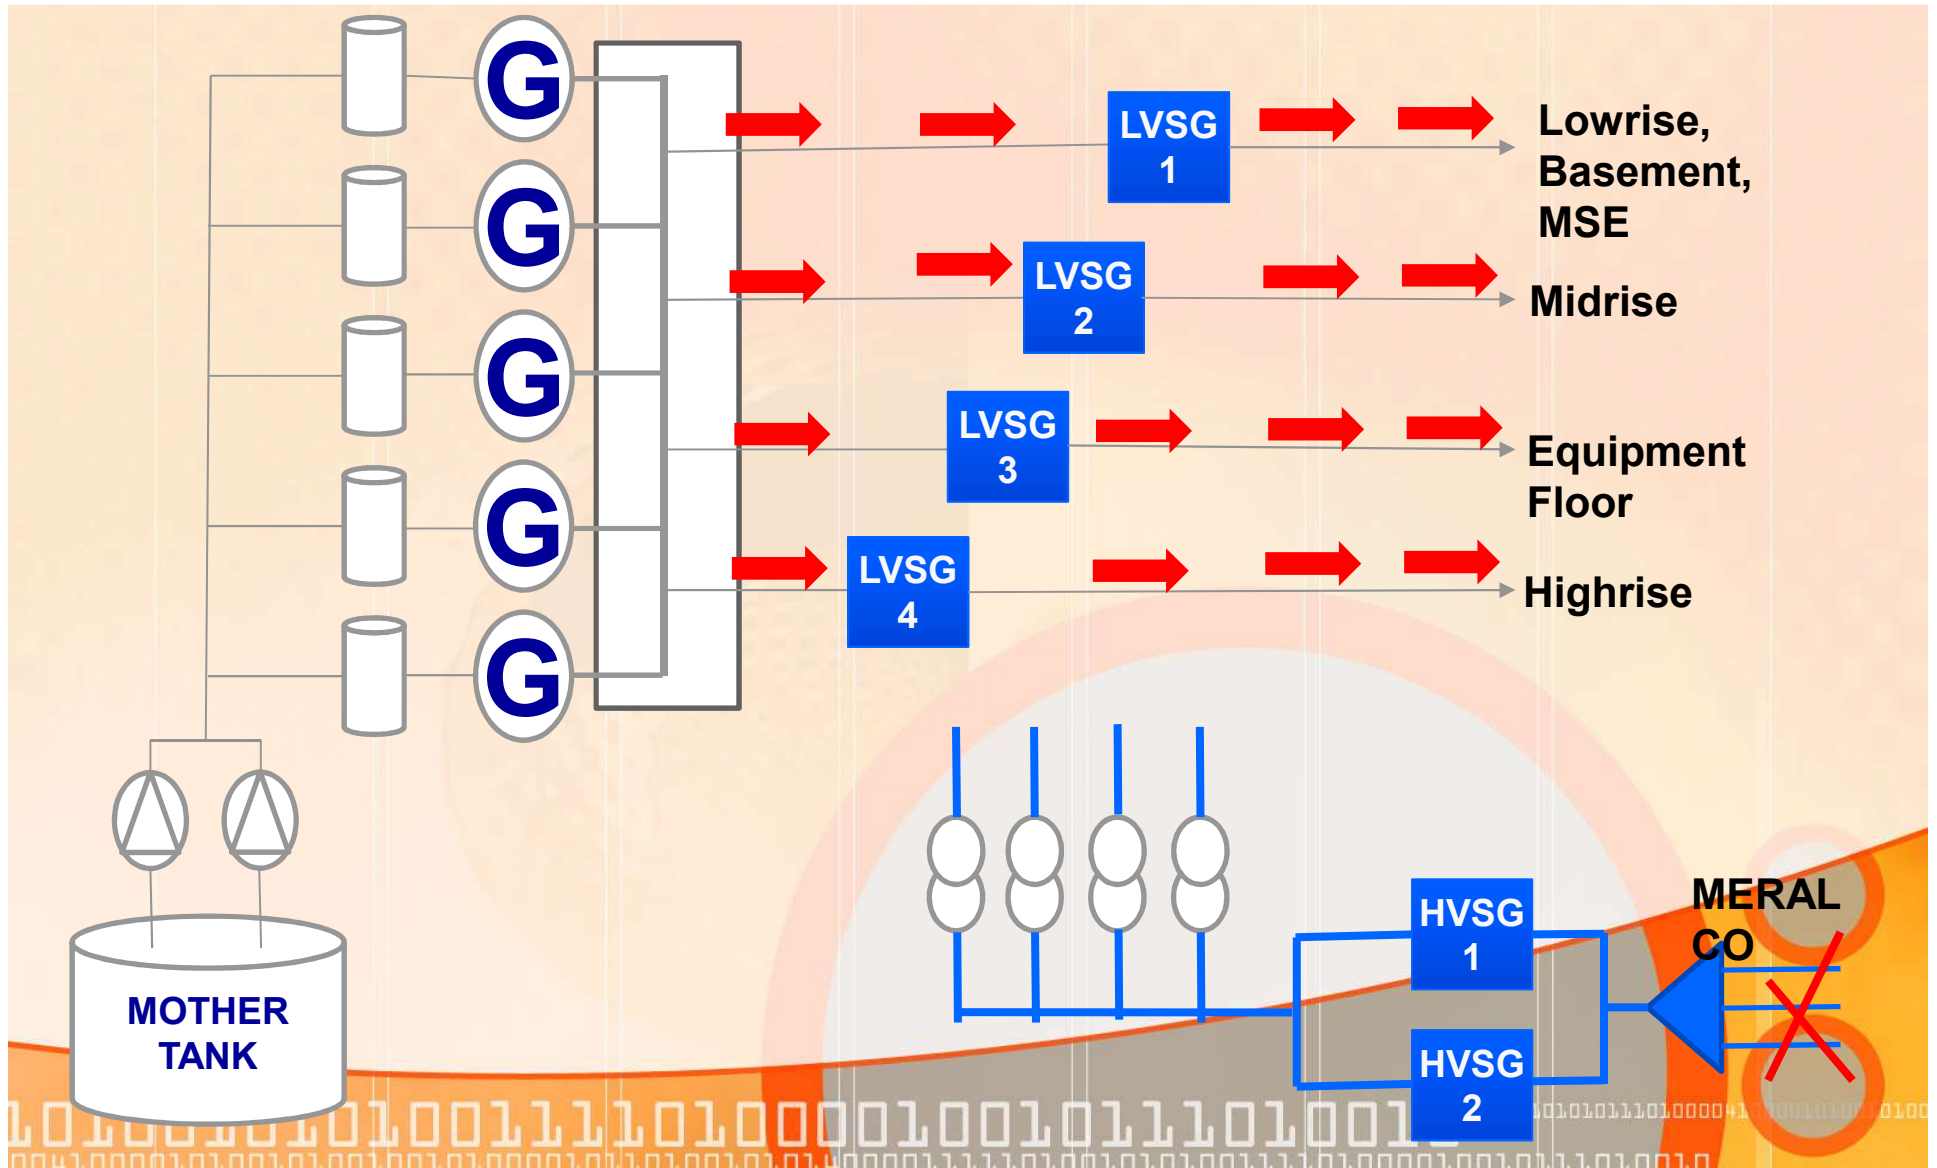 G
LVSG
1
Lowrise,
Basement,
MSE
G
LVSG
2
Midrise
G
LVSG
3
Equipment
Floor
G
LVSG
4
Highrise
G
MERAL
CO
HVSG
1
MOTHER
TANK
HVSG
2